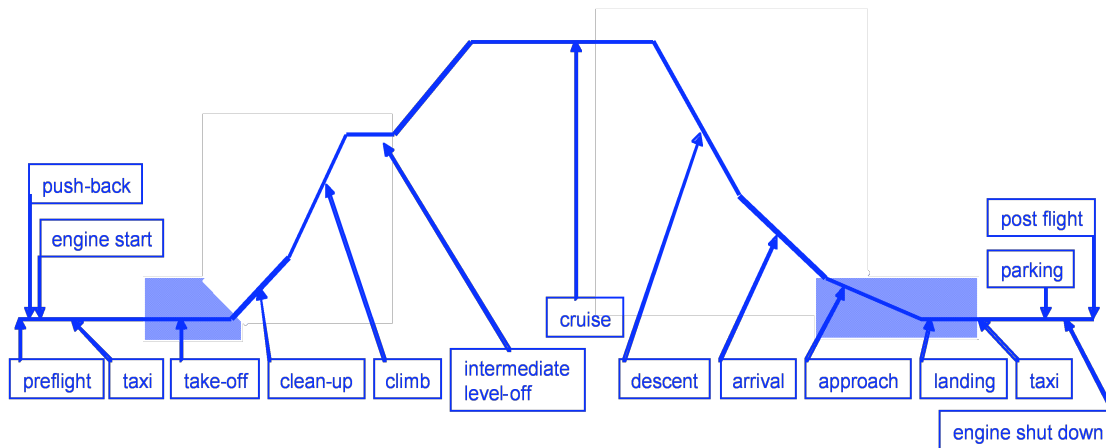 push-back
engine start
post flight
parking
cruise
preflight
taxi
take-off
clean-up
climb
intermediate
level-off
descent
arrival
approach
landing
taxi
engine shut down